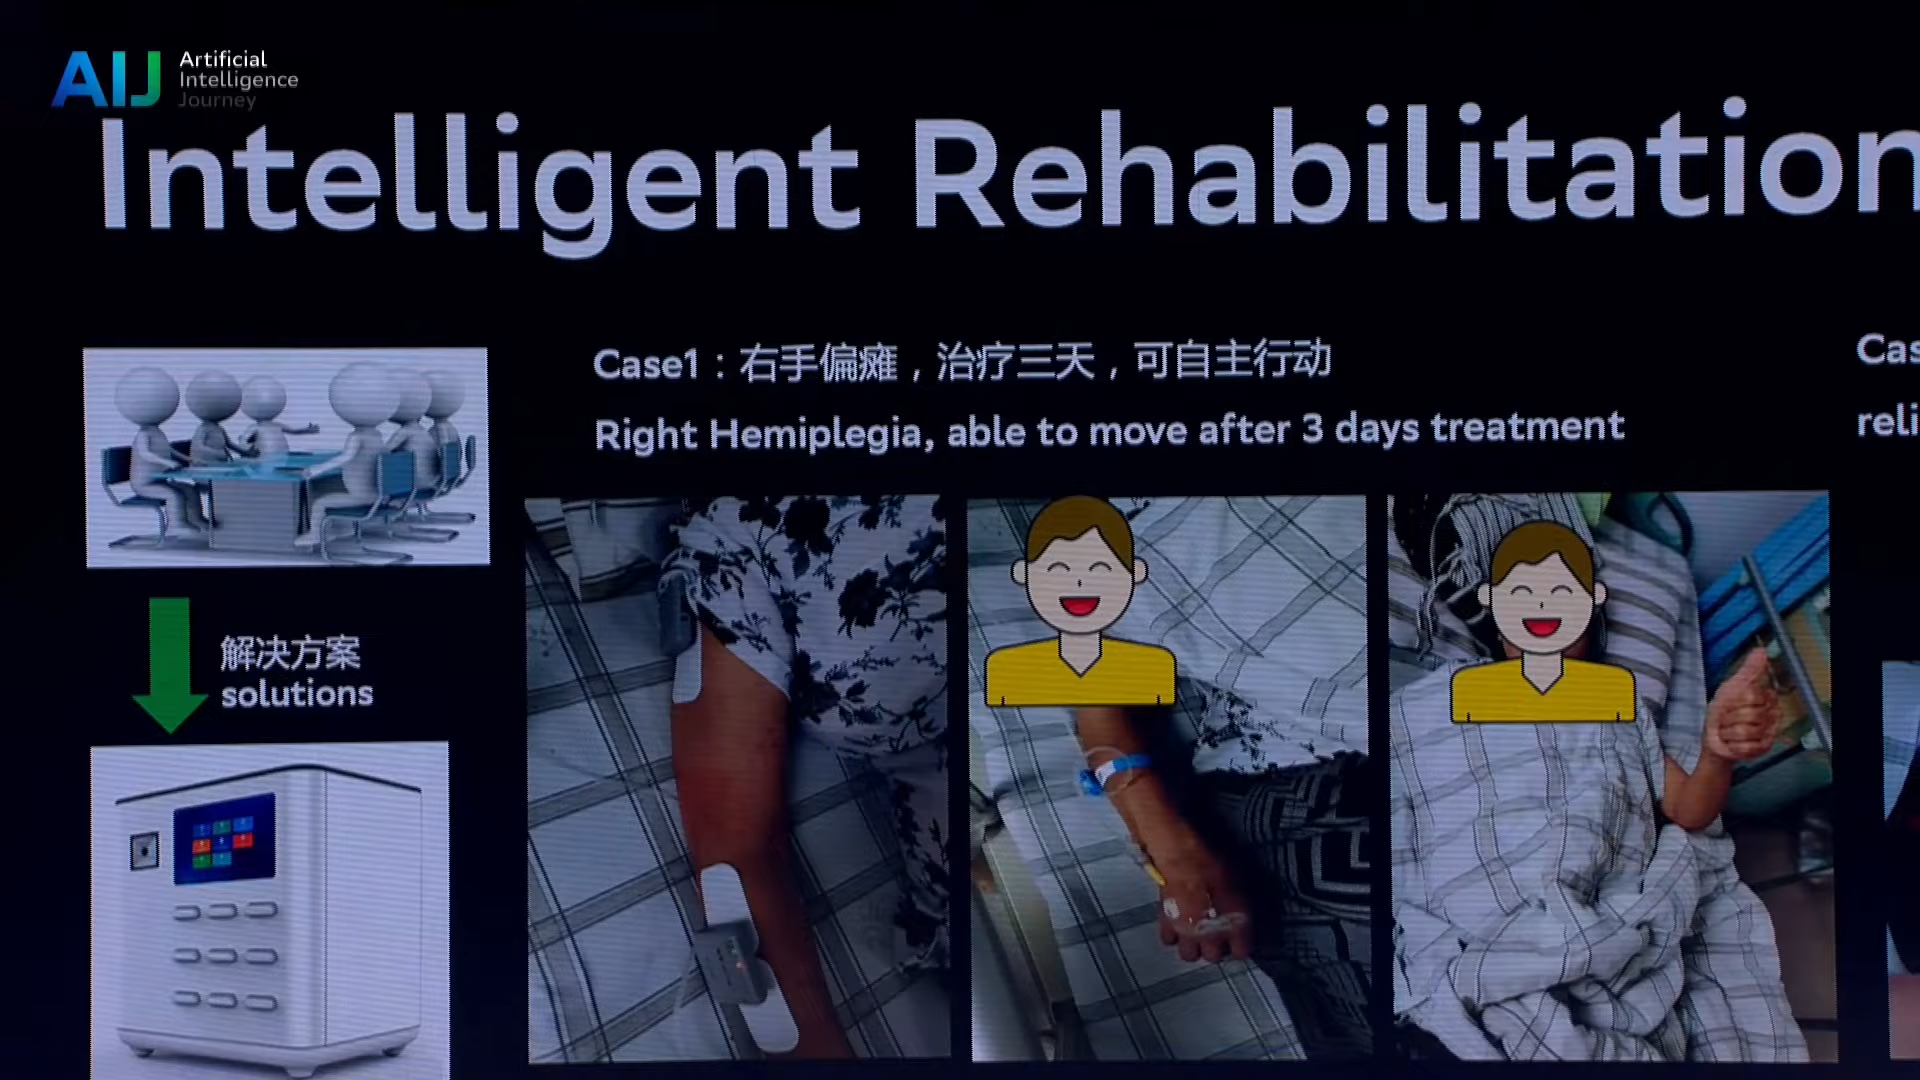 AIJ
Artificial
Intelligence
Journey
Intelligent Rehabilitation
Case1：右手偏瘫，治疗三天，可自主行动
Right Hemiplegia, able to move after 3 days treatment
解决方案
solutions